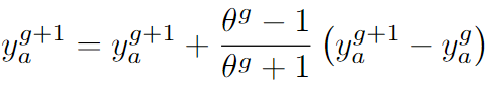 $y_a^{g+1} = y_a^{g+1} + \frac{\theta^g - 1}{\theta^g + 1} \left( y_a^{g+1} - y_a^g \right)$